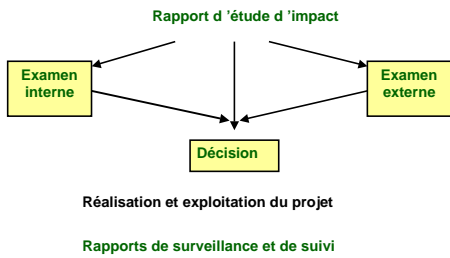 Rapport d ’étude d ’impact
Examen
interne
Examen
externe
Décision
Réalisation et exploitation du projet
Rapports de surveillance et de suivi